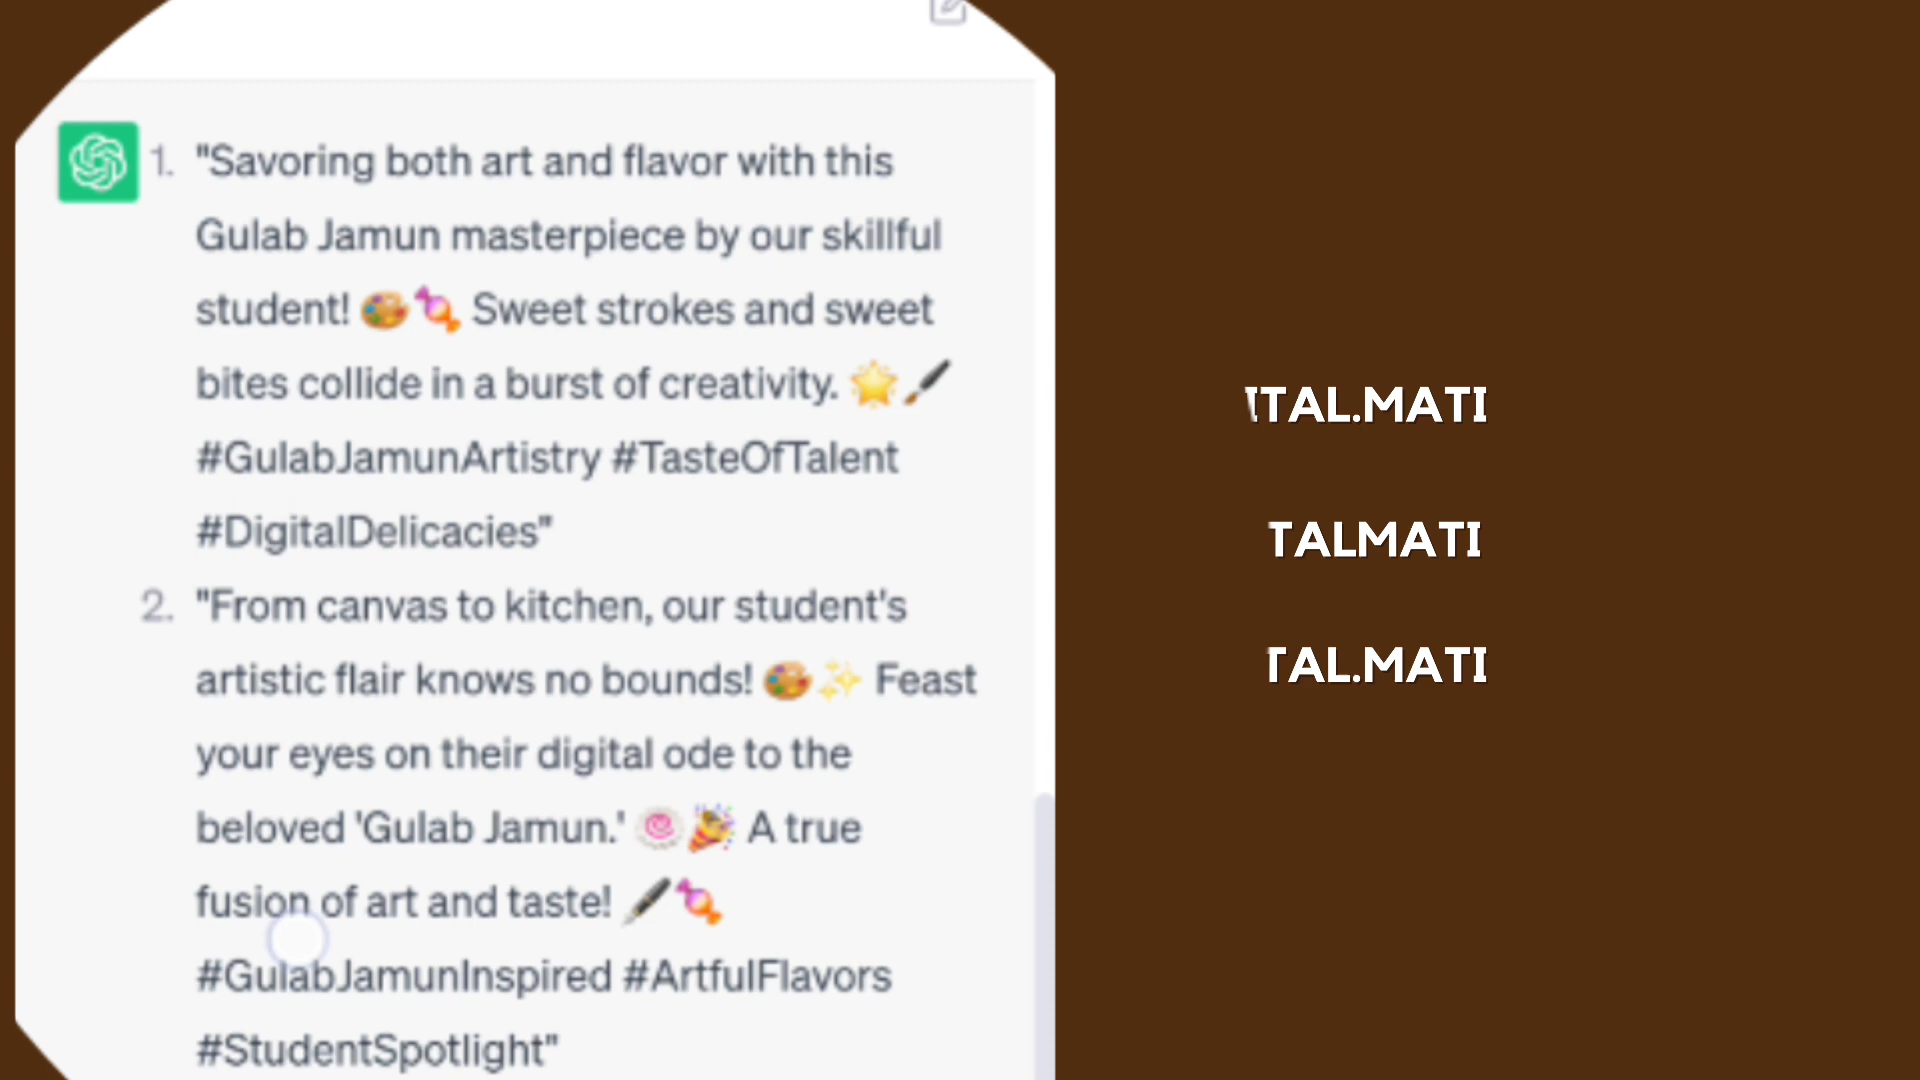 1. "Savoring both art and flavor with this
Gulab Jamun masterpiece by our skillful
student! 🎨🍬 Sweet strokes and sweet
bites collide in a burst of creativity. 🌟🖌️
#GulabJamunArtistry #TasteOfTalent
#DigitalDelicacies"
2. "From canvas to kitchen, our student's
artistic flair knows no bounds! 🎨✨ Feast
your eyes on their digital ode to the
beloved 'Gulab Jamun.' 🍥🎉 A true
fusion of art and taste! 🖋️🍬
#GulabJamunInspired #ArtfulFlavors
#StudentSpotlight"
ITAL.MATI
TALMATI
TAL.MATI